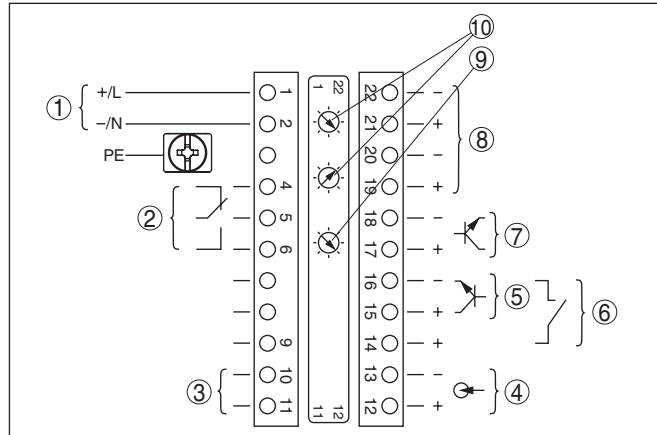 ⑩
⑨
① +/L 1
−/N 2
PE
4
② 5
6
9
③ 10
11
1 22
11 12
22 − ⑧
21 +
20 −
19 +
18 − ⑦
17 +
16 − ⑤
15 +
14 + ⑥
13 − ④
12 +